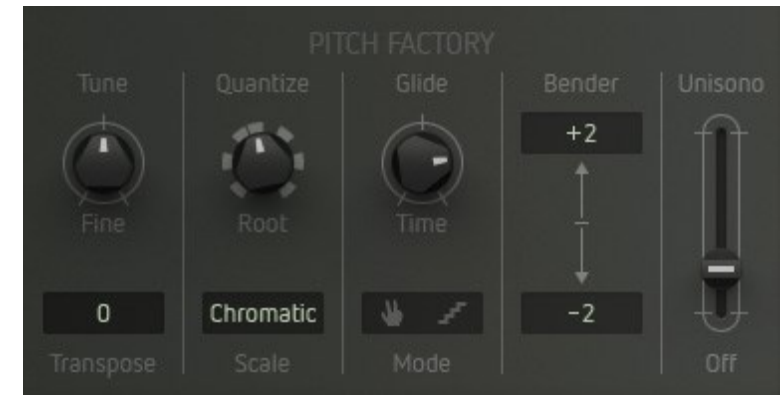 PITCH FACTORY
Tune
Quantize
Glide
Bender
Unisono
+2
Fine
Root
Time
0
Chromatic
-2
Transpose
Scale
Mode
Off